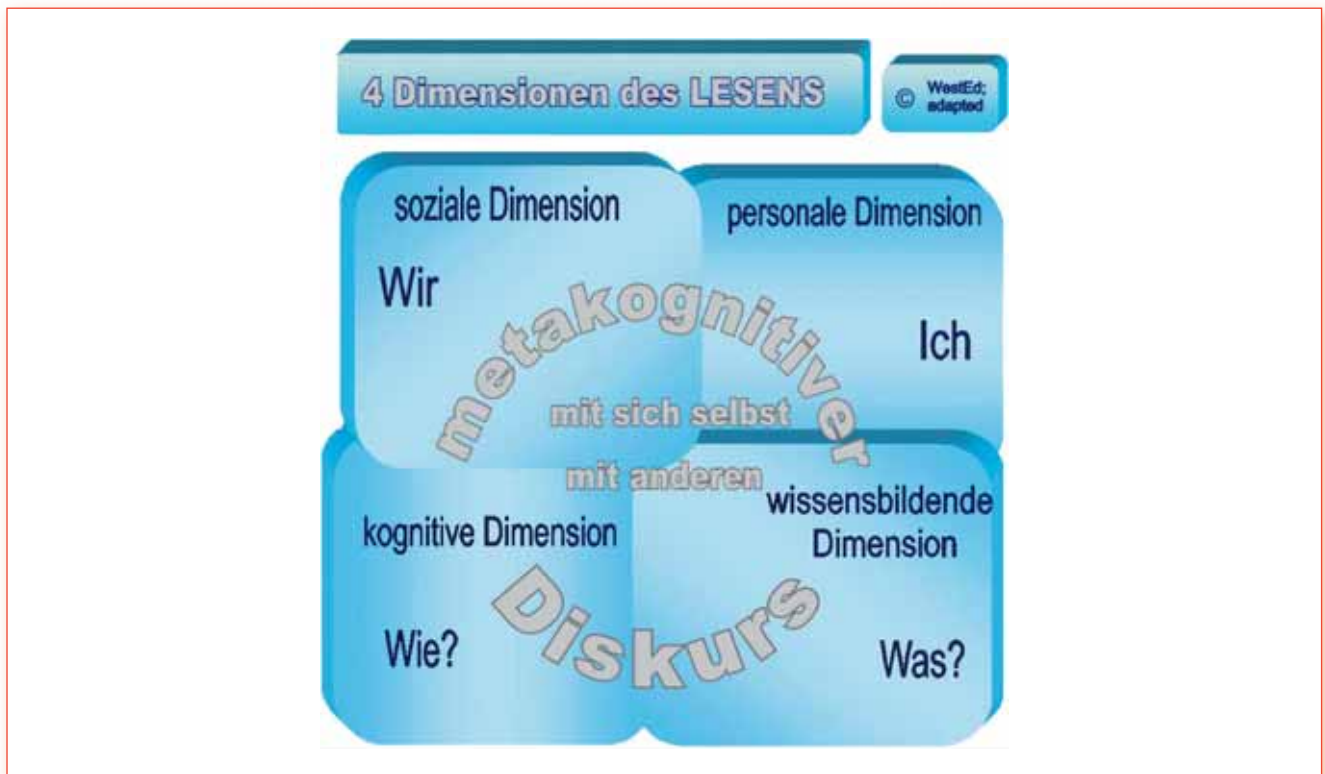 4 Dimensionen des LESENS
© WestEd;
adapted
soziale Dimension
Wir
personale Dimension
Ich
metakognitiver
mit sich selbst
mit anderen
kognitive Dimension
Wie?
wissensbildende
Dimension
Was?
Diskurs